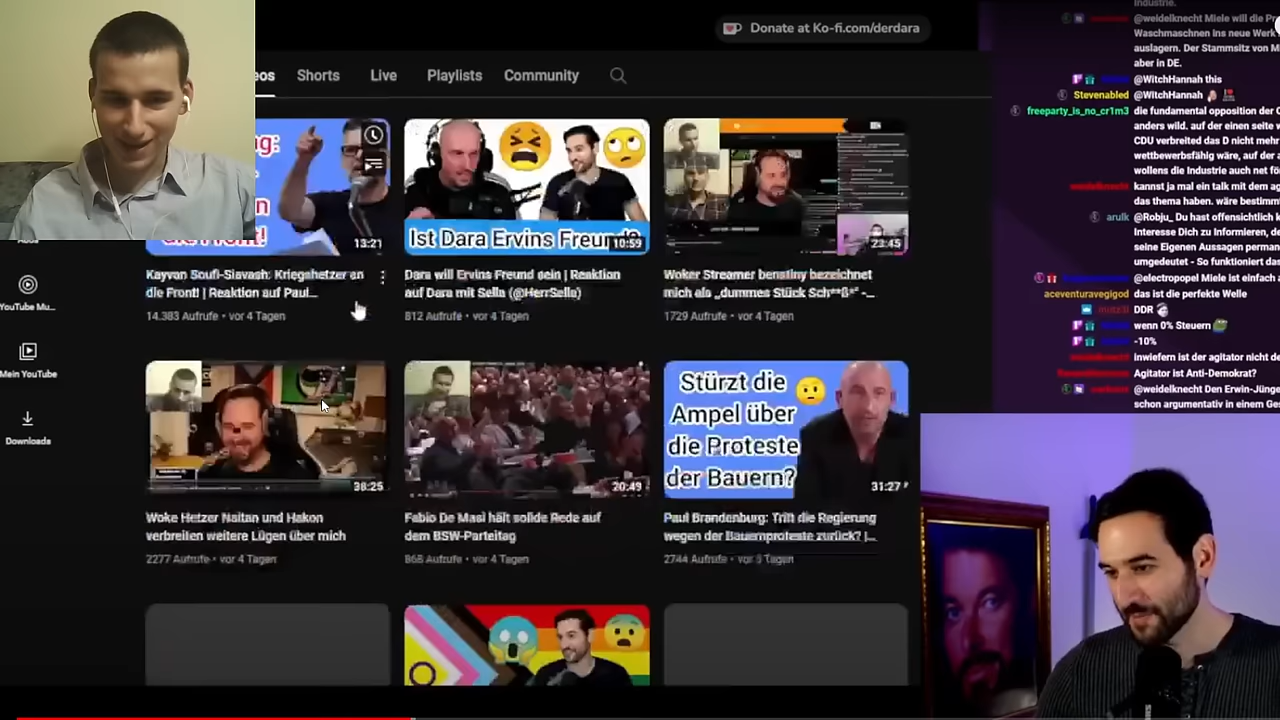 Donate at Ko-fi.com/derdara
eos
Shorts
Live
Playlists
Community
13:21
Kayvan Soufi-Siavash: Kriegshetzer an
die Front! | Reaktion auf Paul...
14.383 Aufrufe • vor 4 Tagen
Ist Dara Ervins Freund?
10:59
Dara will Ervins Freund sein | Reaktion
auf Dara mit Sella (@HerrSella)
812 Aufrufe • vor 4 Tagen
23:45
Woker Streamer benstiny bezeichnet
mich als „dummes Stück Sch**ß*“ -...
1729 Aufrufe • vor 4 Tagen
YouTube Mu...
Mein YouTube
Downloads
38:25
Woke Hetzer Naitan und Hakon
verbreiten weitere Lügen über mich
2277 Aufrufe • vor 4 Tagen
20:49
Fabio De Masi hält solide Rede auf
dem BSW-Parteitag
868 Aufrufe • vor 4 Tagen
Stürzt die
Ampel über
die Proteste
der Bauern?
31:27
Paul Brandenburg: Tritt die Regierung
wegen der Bauernproteste zurück? |...
2744 Aufrufe • vor Tagen
Industrie.
@weidelknecht Miele will die Pr
Waschmaschnen ins neue Werk
auslagern. Der Stammsitz von M
aber in DE.
@WitchHannah this
Stevenabled @WitchHannah
freeparty_is_no_cr1m3 die fundamental opposition der C
anders wild. auf der einen seite v
CDU verbreited das D nicht mehr
wettbewerbsfähig wäre, auf der
wollens die Industrie auch net fö
weidelknecht kannst ja mal ein talk mit dem a
das thema haben. wäre bestimm
arulk @Robju_ Du hast offensichtlich
Interesse Dich zu Informieren, de
seine Eigenen Aussagen perman
umgedeutet - So funktioniert da
@electropopel Miele ist einfach
aceventuravegigod das ist die perfekte Welle
DDR
wenn 0% Steuern
-10%
inwiefern ist der agitator nicht de
Agitator ist Anti-Demokrat?
@weidelknecht Den Erwin-Jünge
schon argumentativ in einem Ges